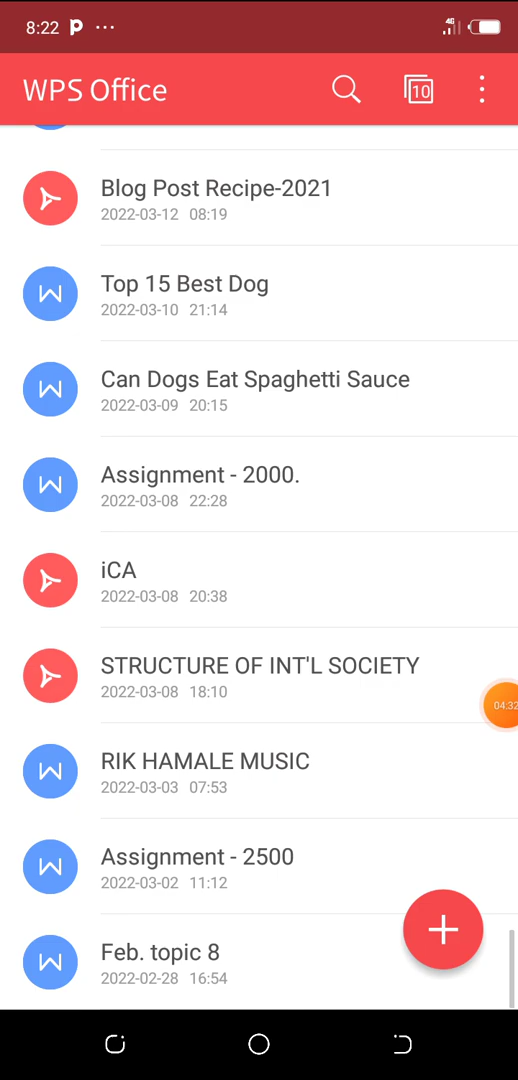 8:22
4G
WPS Office
10
Blog Post Recipe-2021
2022-03-12 08:19
Top 15 Best Dog
2022-03-10 21:14
Can Dogs Eat Spaghetti Sauce
2022-03-09 20:15
Assignment - 2000.
2022-03-08 22:28
iCA
2022-03-08 20:38
STRUCTURE OF INT'L SOCIETY
2022-03-08 18:10
04:32
RIK HAMALE MUSIC
2022-03-03 07:53
Assignment - 2500
2022-03-02 11:12
Feb. topic 8
2022-02-28 16:54